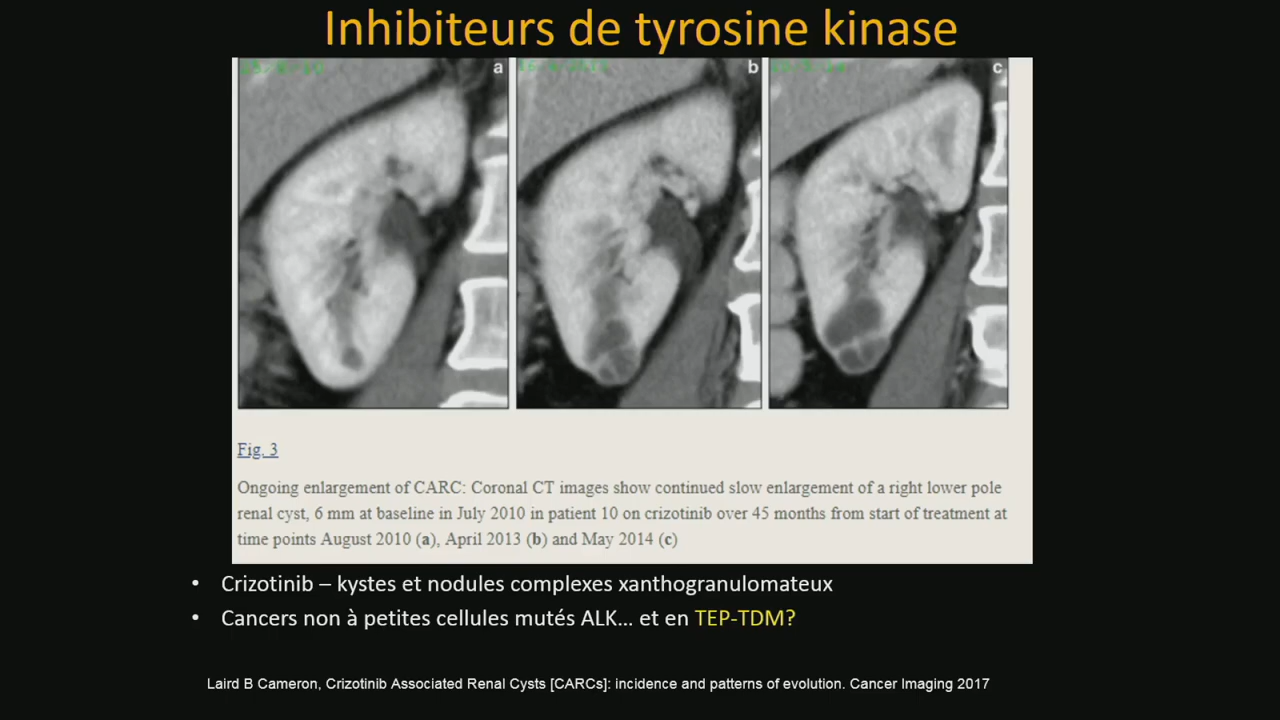 Inhibiteurs de tyrosine kinase
a
b
c
Fig. 3
Ongoing enlargement of CARC: Coronal CT images show continued slow enlargement of a right lower pole
renal cyst, 6 mm at baseline in July 2010 in patient 10 on crizotinib over 45 months from start of treatment at
time points August 2010 (a), April 2013 (b) and May 2014 (c)
• Crizotinib – kystes et nodules complexes xanthogranulomateux
• Cancers non à petites cellules mutés ALK... et en TEP-TDM?
Laird B Cameron, Crizotinib Associated Renal Cysts [CARCs]: incidence and patterns of evolution. Cancer Imaging 2017